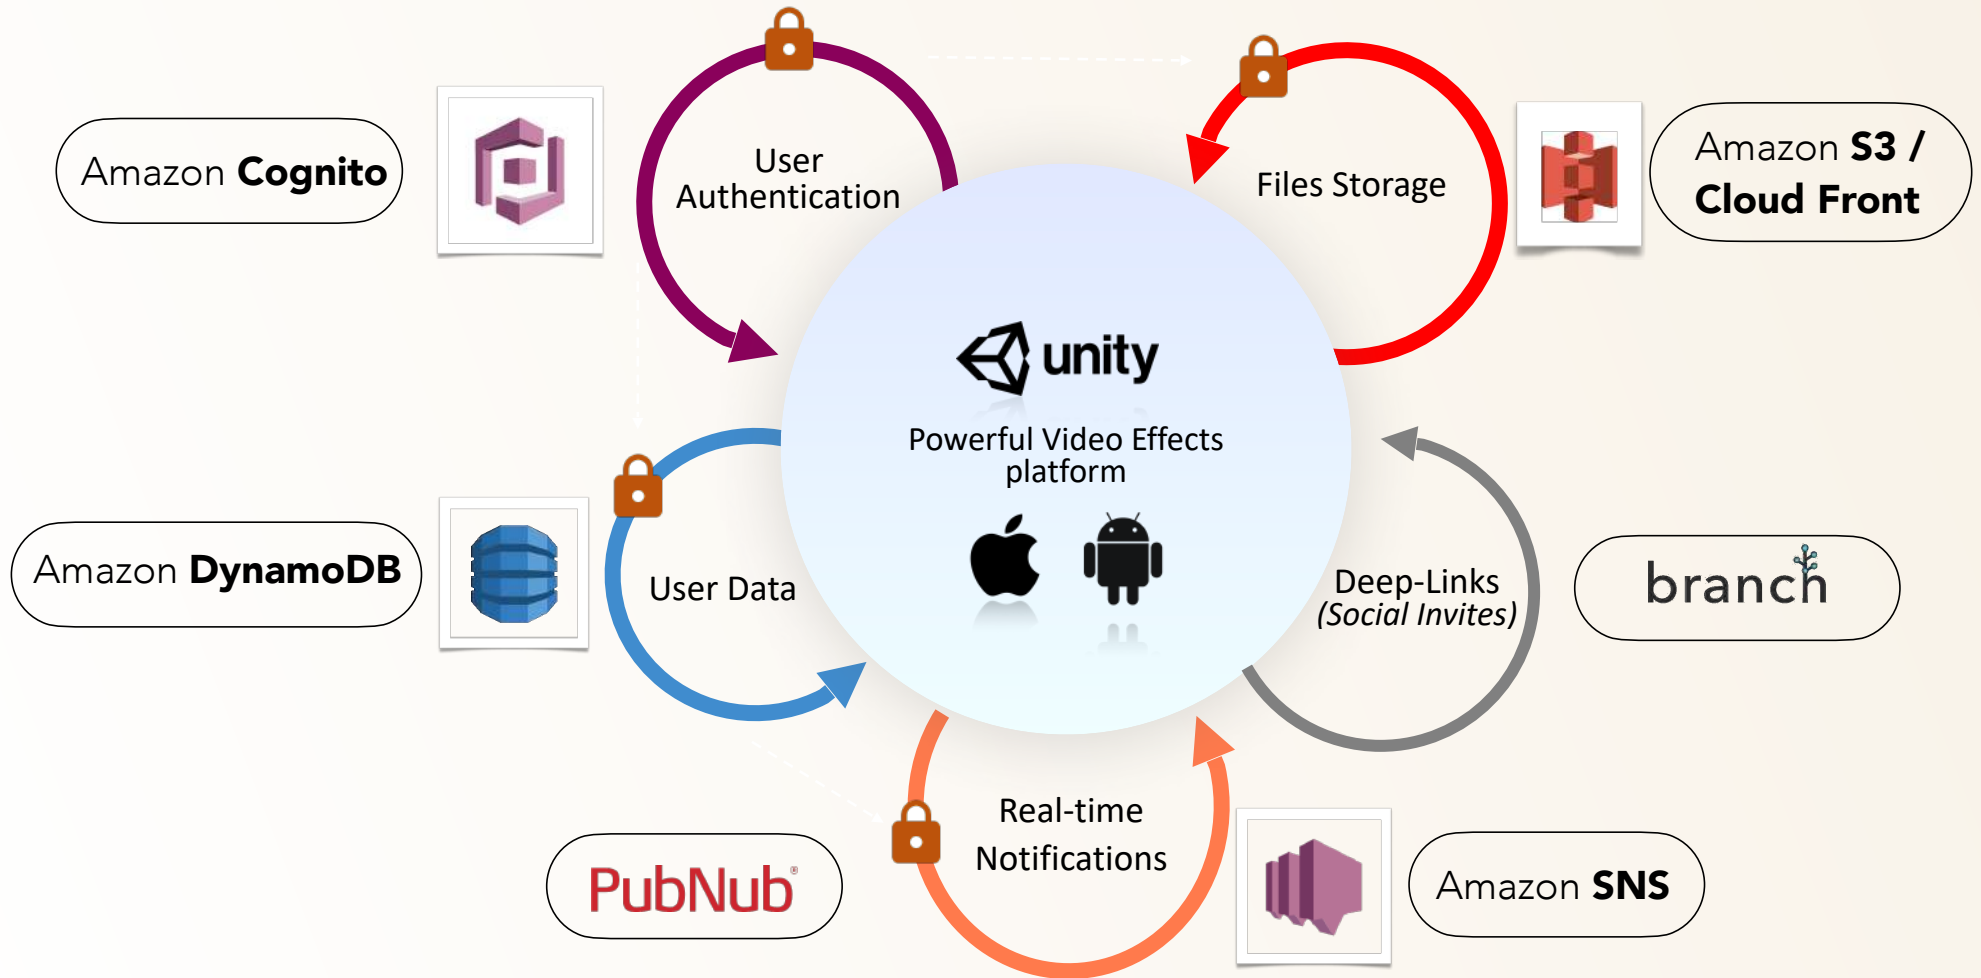 User
Authentication
Amazon Cognito
Files Storage
Amazon S3 /
Cloud Front
unity
Powerful Video Effects
platform
Amazon DynamoDB
User Data
Deep-Links
(Social Invites)
branch
Real-time
Notifications
PubNub®
Amazon SNS